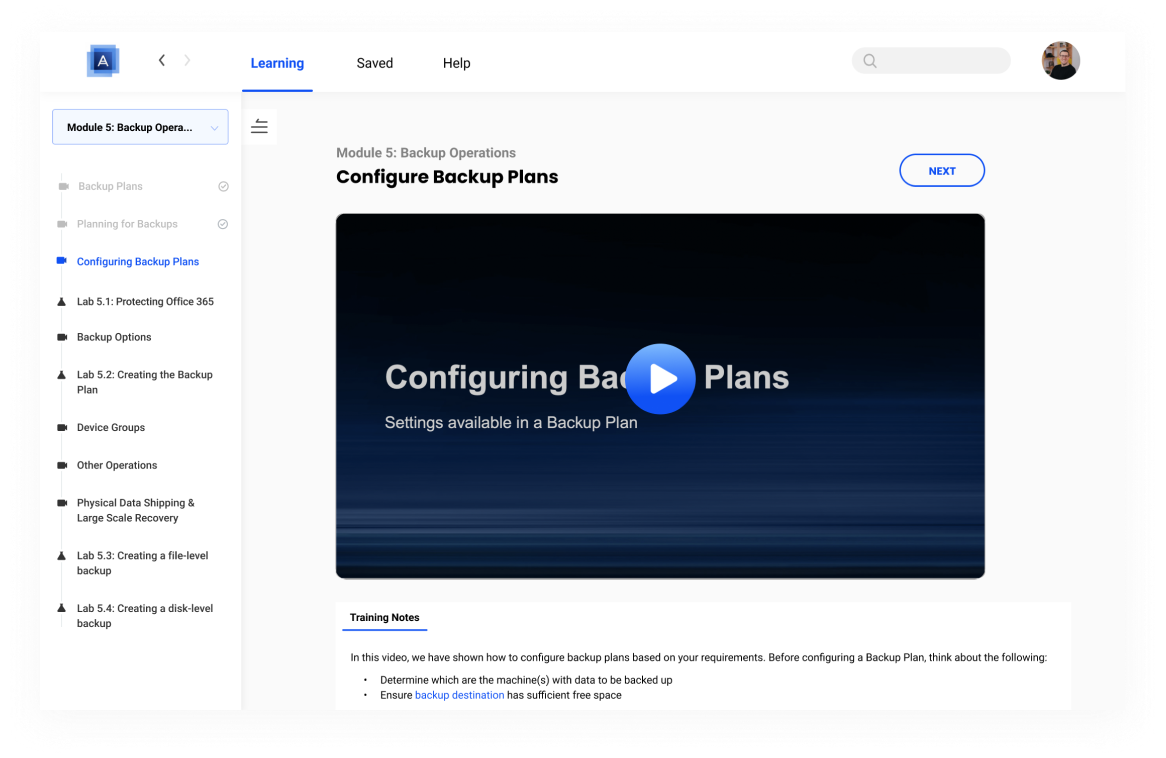 A
Learning
Saved
Help
Module 5: Backup Opera...
Backup Plans
Planning for Backups
Configuring Backup Plans
Lab 5.1: Protecting Office 365
Backup Options
Lab 5.2: Creating the Backup
Plan
Device Groups
Other Operations
Physical Data Shipping &
Large Scale Recovery
Lab 5.3: Creating a file-level
backup
Lab 5.4: Creating a disk-level
backup
Module 5: Backup Operations
Configure Backup Plans
NEXT
Configuring Bac Plans
Settings available in a Backup Plan
Training Notes
In this video, we have shown how to configure backup plans based on your requirements. Before configuring a Backup Plan, think about the following:
• Determine which are the machine(s) with data to be backed up
• Ensure backup destination has sufficient free space